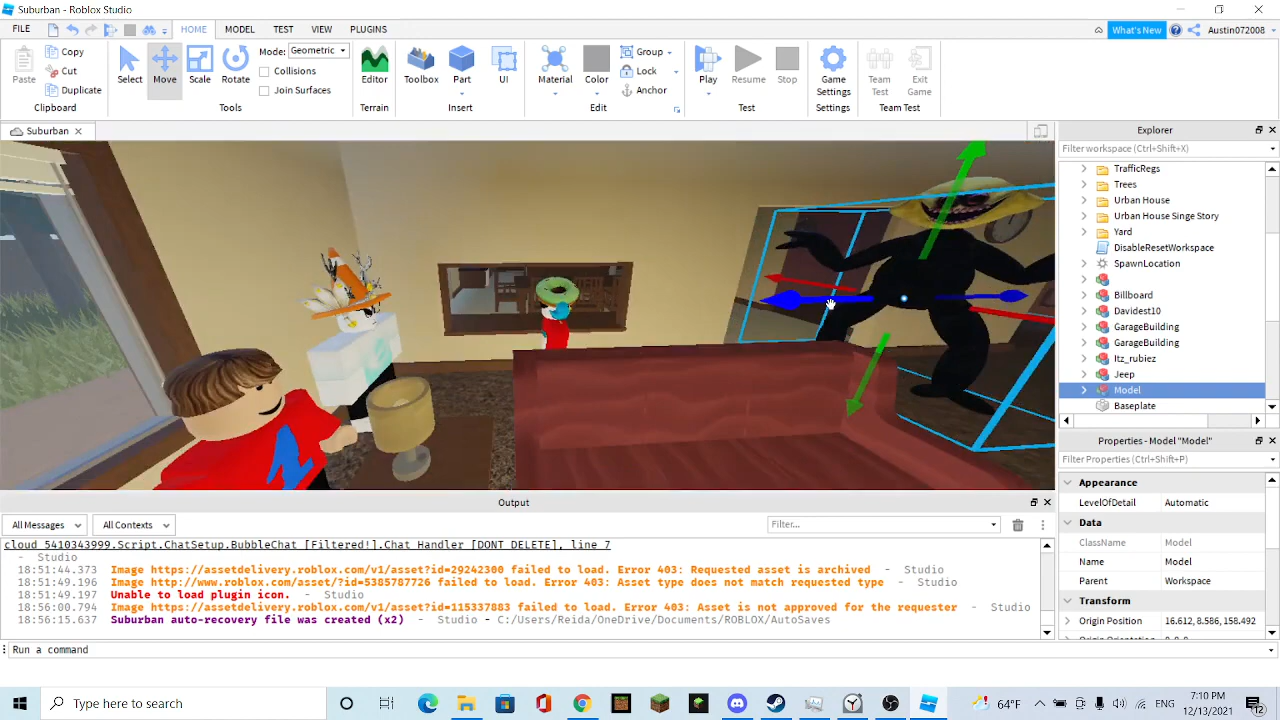 Suburban - Roblox Studio
FILE HOME MODEL TEST VIEW PLUGINS What's New Austin072008
Paste Copy Cut Duplicate Clipboard
Select Move Scale Rotate Mode: Geometric Collisions Join Surfaces Tools
Editor Terrain
Toolbox Part UI Insert
Material Color Group Lock Anchor Edit
Play Resume Stop Test
Game Settings Settings
Team Test Exit Game Team Test
Suburban
Explorer
Filter workspace (Ctrl+Shift+X)
TrafficRegs
Trees
Urban House
Urban House Singe Story
Yard
DisableResetWorkspace
SpawnLocation
Billboard
Davidest10
GarageBuilding
GarageBuilding
Itz_rubiez
Jeep
Model
Baseplate
Properties - Model "Model"
Filter Properties (Ctrl+Shift+P)
Appearance
LevelOfDetail Automatic
Data
ClassName Model
Name Model
Parent Workspace
Transform
Origin Position 16.612, 8.586, 158.492
Output
All Messages All Contexts Filter...
cloud_5410343999.Script.ChatSetup.BubbleChat [Filtered!].Chat Handler [DONT DELETE], line 7
- Studio
18:51:44.373 Image https://assetdelivery.roblox.com/v1/asset?id=29242300 failed to load. Error 403: Requested asset is archived - Studio
18:51:49.196 Image http://www.roblox.com/asset/?id=5385787726 failed to load. Error 403: Asset type does not match requested type - Studio
18:51:49.197 Unable to load plugin icon. - Studio
18:56:00.794 Image https://assetdelivery.roblox.com/v1/asset?id=115337883 failed to load. Error 403: Asset is not approved for the requester - Studio
18:56:15.637 Suburban auto-recovery file was created (x2) - Studio - C:/Users/Reida/OneDrive/Documents/ROBLOX/AutoSaves
Run a command
Type here to search
64°F
7:10 PM
12/13/2021